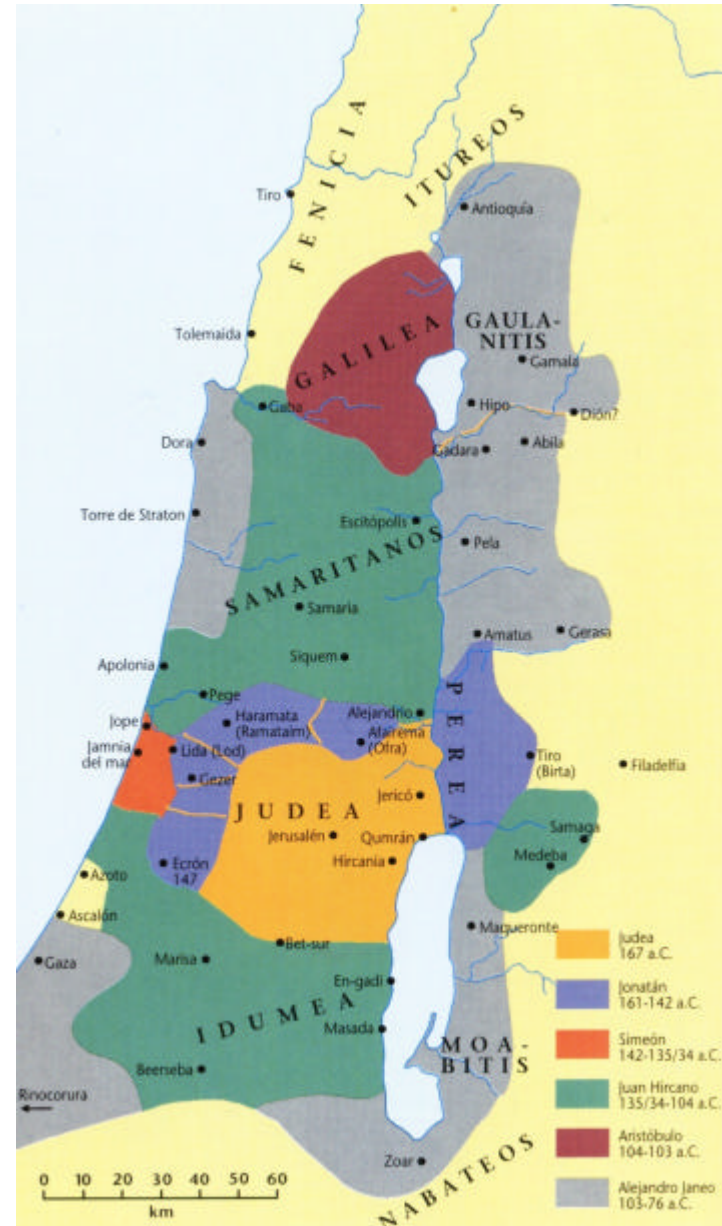 FENICIA
ITUREOS
Tiro
Antioquía
Tolemaida
GALILEA
GAULA-
NITIS
Gamala
Gaba
Hipo
Dión?
Dora
Gadara
Abila
Torre de Straton
Escitópolis
Pela
SAMARITANOS
Samaria
Amatus
Gerasa
Siquem
Apolonia
Pege
PEREA
Jope
Haramata
(Ramataim)
Alejandrio
Jamnia
del mar
Lida (Lod)
Afairema
(Ofra)
Tiro
(Birta)
Filadelfia
Gezer
JUDEA
Jericó
Jerusalén
Qumrán
Samaga
Medeba
Ecrón
147
Hircania
Azoto
Ascalón
Maqueronte
Bet-sur
Gaza
Marisa
En-gadi
IDUMEA
Masada
MOA-
BITIS
Beerseba
Rinocorura
Zoar
NABATEOS
Judea
167 a.C.
Jonatán
161-142 a.C.
Simeón
142-135/34 a.C.
Juan Hircano
135/34-104 a.C.
Aristóbulo
104-103 a.C.
Alejandro Janeo
103-76 a.C.
0 10 20 30 40 50 60
km